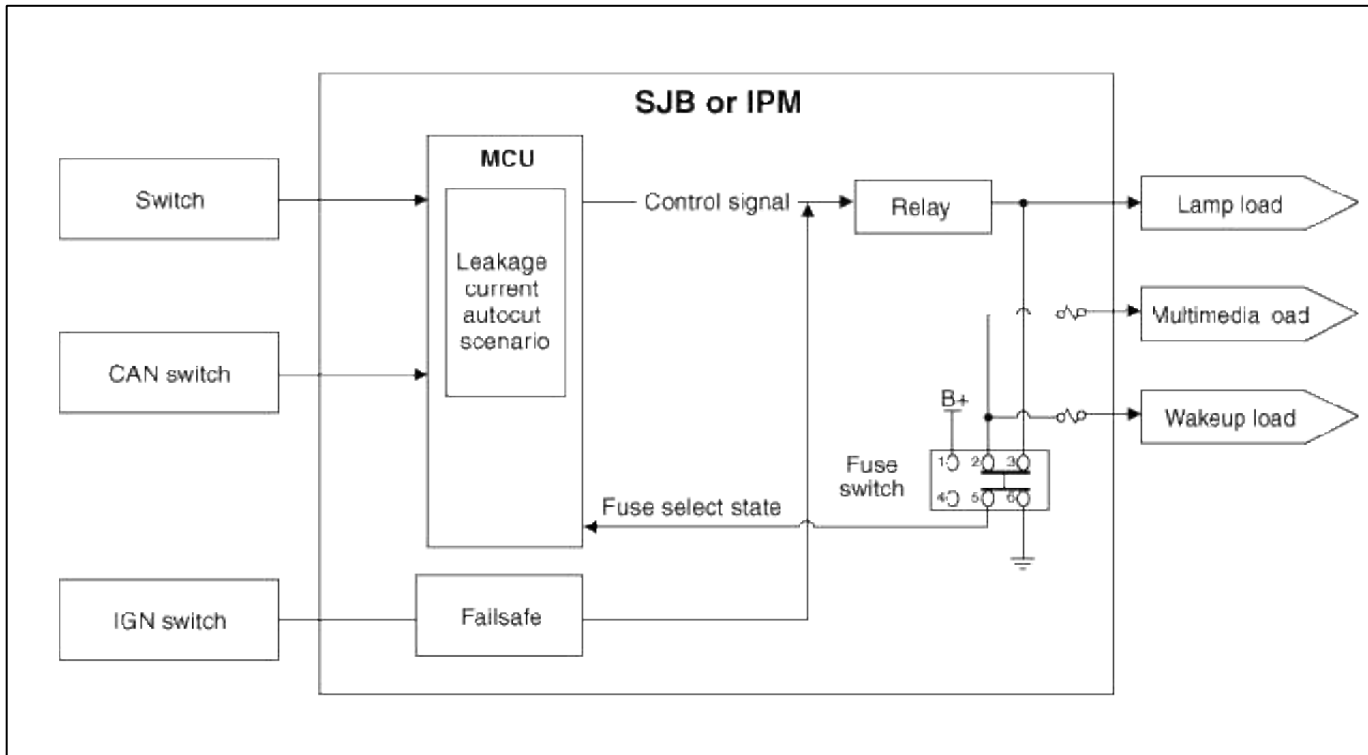 SJB or IPM
MCU
Switch
Control signal
Relay
Lamp load
Leakage
current
autocut
scenario
Multimedia oad
CAN switch
B+
Wakeup load
Fuse
switch
1 2 3
4 5 6
Fuse select state
IGN switch
Failsafe